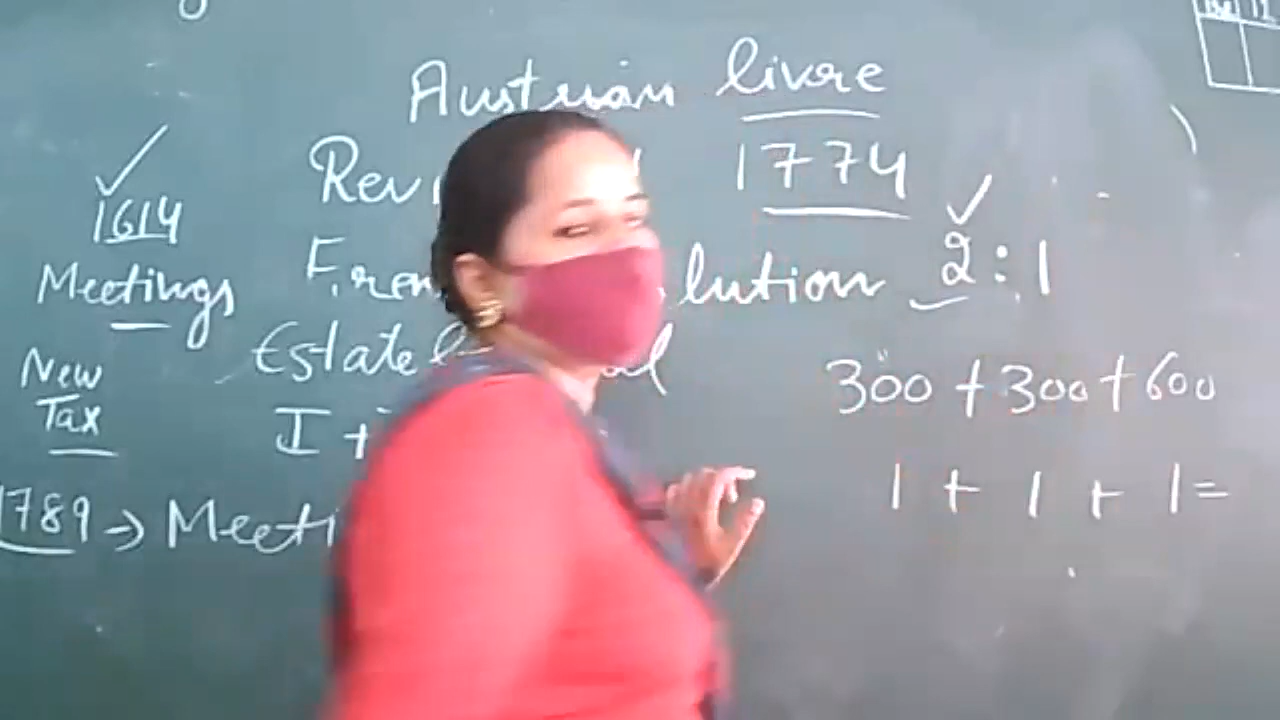 Austrian livre
1614
Rev 1774
Meetings
Fren lution 2:1
New
Tax
Estate
300 + 300 + 600
I +
1 + 1 + 1 =
1789 → Meeti